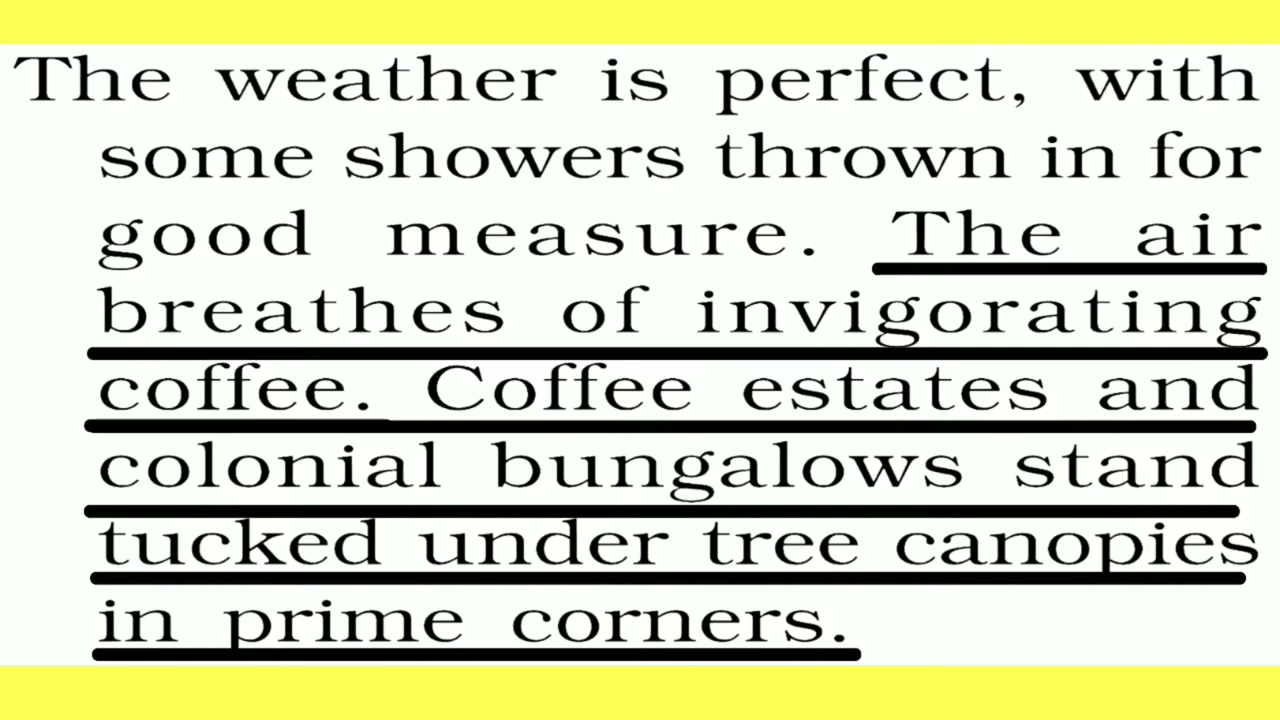 The weather is perfect, with
some showers thrown in for
good measure. The air
breathes of invigorating
coffee. Coffee estates and
colonial bungalows stand
tucked under tree canopies
in prime corners.